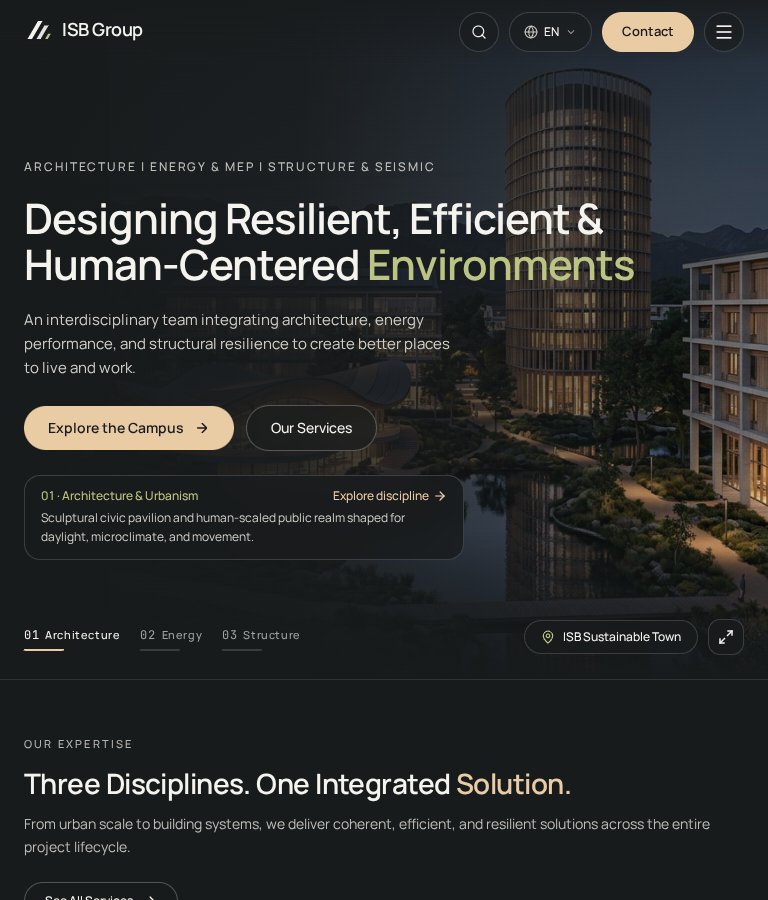 ISB Group
EN
Contact
ARCHITECTURE | ENERGY & MEP | STRUCTURE & SEISMIC
Designing Resilient, Efficient &
Human-Centered Environments
An interdisciplinary team integrating architecture, energy
performance, and structural resilience to create better places
to live and work.
Explore the Campus
Our Services
01 · Architecture & Urbanism
Explore discipline
Sculptural civic pavilion and human-scaled public realm shaped for
daylight, microclimate, and movement.
01 Architecture
02 Energy
03 Structure
ISB Sustainable Town
OUR EXPERTISE
Three Disciplines. One Integrated Solution.
From urban scale to building systems, we deliver coherent, efficient, and resilient solutions across the entire
project lifecycle.
See All Services